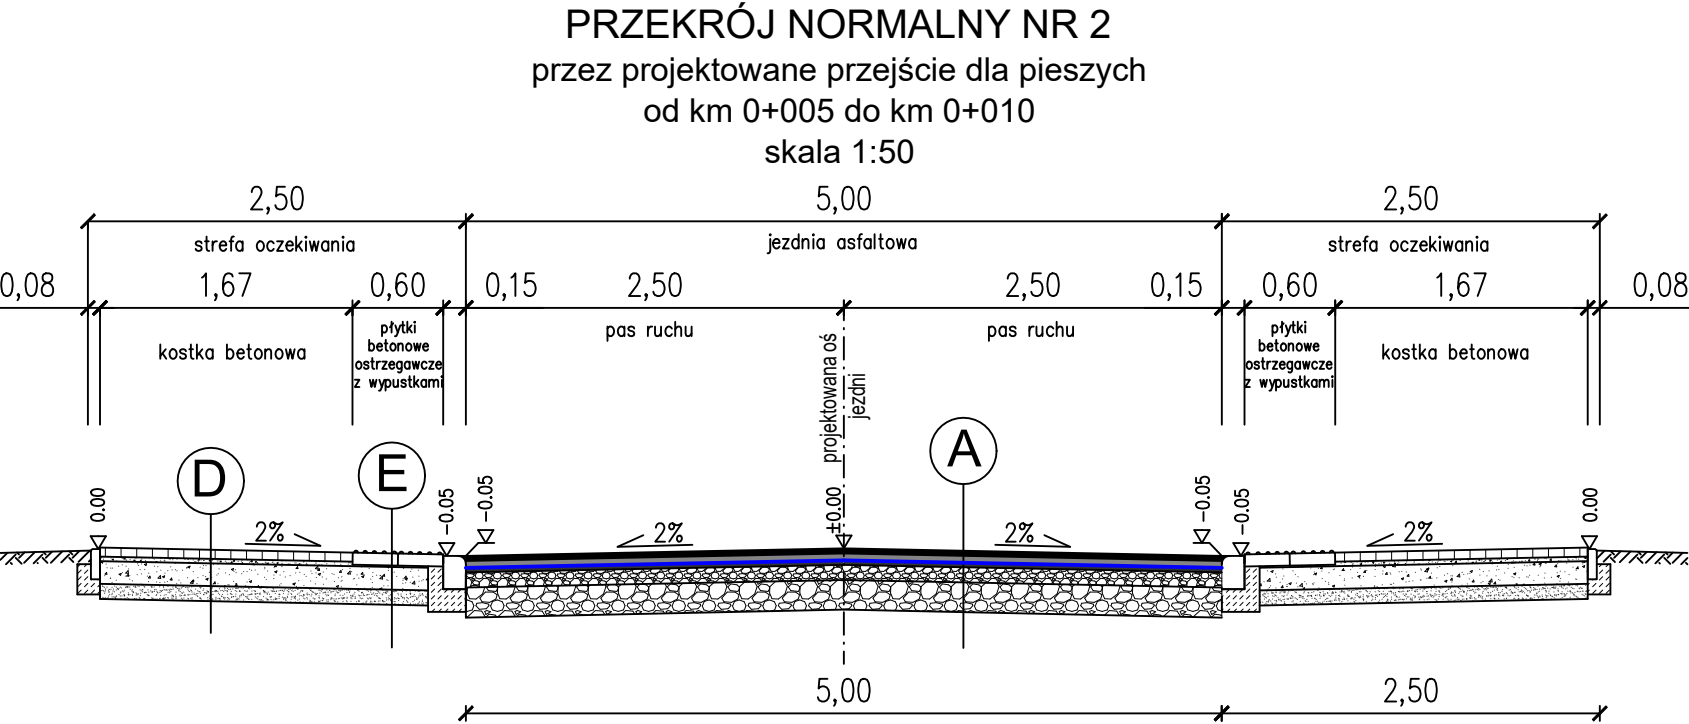 PRZEKRÓJ NORMALNY NR 2
przez projektowane przejście dla pieszych
od km 0+005 do km 0+010
skala 1:50
2,50 5,00 2,50
strefa oczekiwania jezdnia asfaltowa strefa oczekiwania
0,08 1,67 0,60 0,15 2,50 2,50 0,15 0,60 1,67 0,08
kostka betonowa
płytki
betonowe
ostrzegawcze
z wypustkami
pas ruchu
projektowana oś
jezdni
pas ruchu
płytki
betonowe
ostrzegawcze
z wypustkami
kostka betonowa
D E A
0.00 -0.05 -0.05 ±0.00 -0.05 -0.05 0.00
2% 2% 2% 2%
5,00 2,50